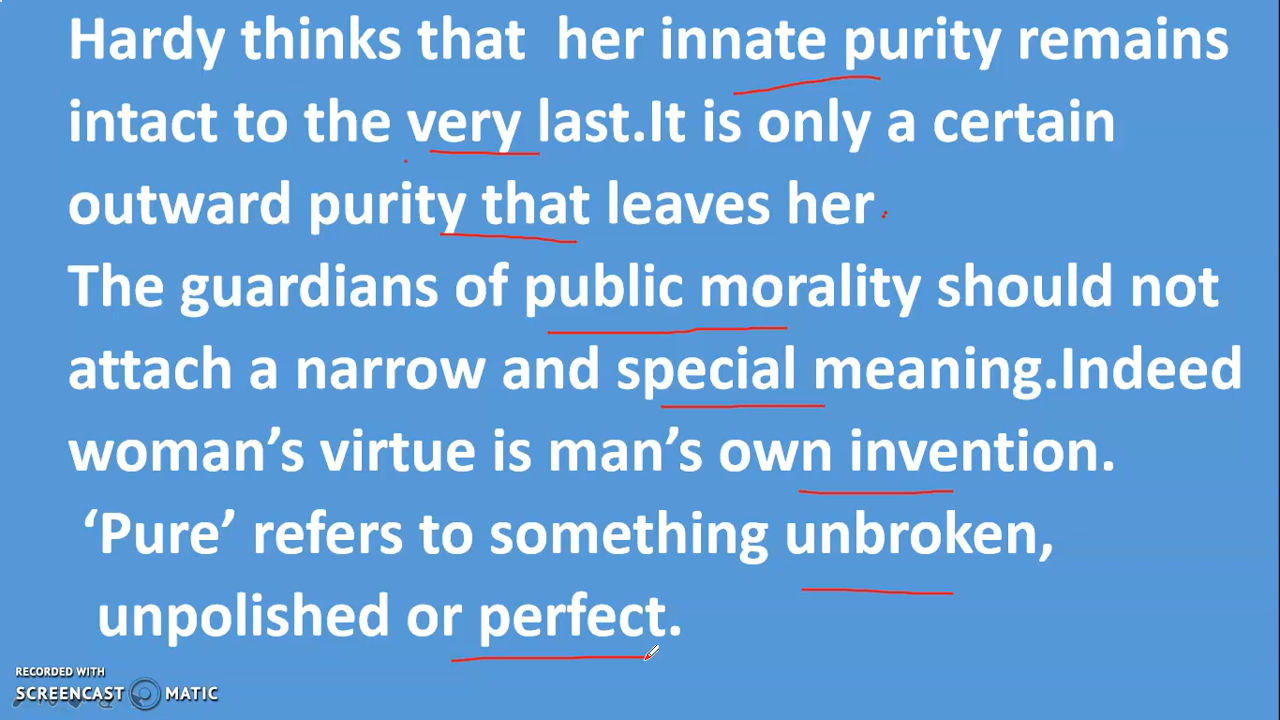 Hardy thinks that her innate purity remains
intact to the very last.It is only a certain
outward purity that leaves her
The guardians of public morality should not
attach a narrow and special meaning.Indeed
woman’s virtue is man’s own invention.
‘Pure’ refers to something unbroken,
unpolished or perfect.
RECORDED WITH
SCREENCAST MATIC